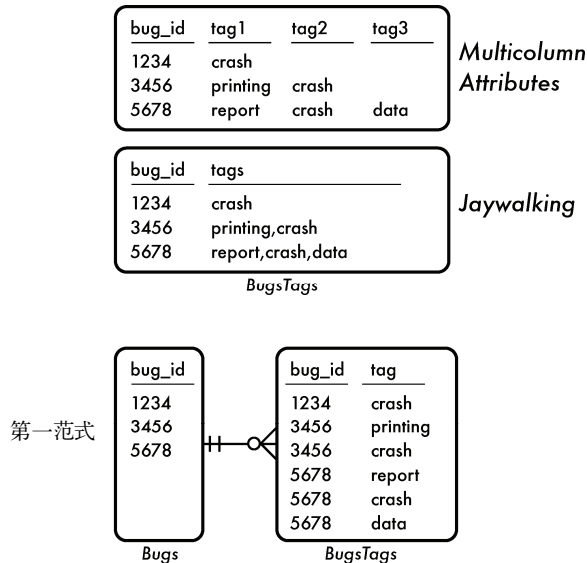 bug_id tag1 tag2 tag3
1234 crash
3456 printing crash
5678 report crash data
Multicolumn
Attributes
bug_id tags
1234 crash
3456 printing,crash
5678 report,crash,data
Jaywalking
BugsTags
第一范式
bug_id
1234
3456
5678
Bugs
bug_id tag
1234 crash
3456 printing
3456 crash
5678 report
5678 crash
5678 data
BugsTags